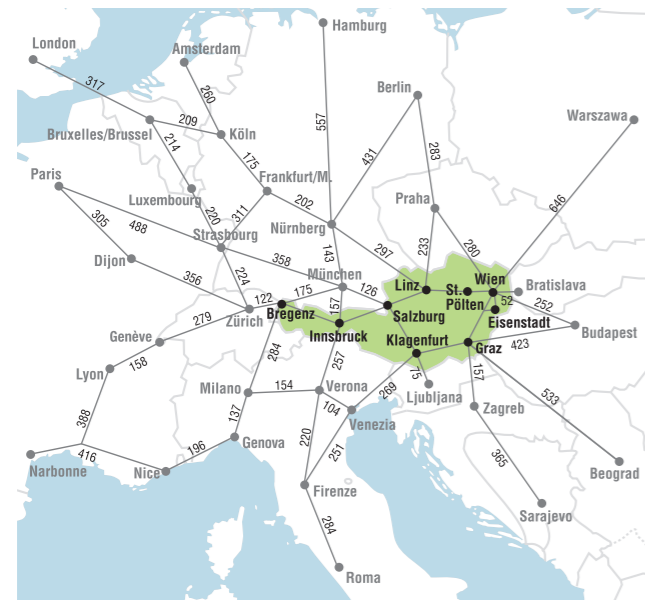 Hamburg
London
Amsterdam
317
260
Berlin
557
209
Warszawa
Bruxelles/Brussel
Köln
214
175
431
283
Paris
Frankfurt/M.
Luxembourg
311
202
Praha
646
305
488
220
Nürnberg
Strasbourg
233
280
297
358
143
Dijon
München
224
356
126
Linz
St.
Pölten
Wien
Bratislava
122
175
157
52
252
Zürich
Bregenz
Salzburg
Eisenstadt
279
Innsbruck
Budapest
Genève
Klagenfurt
Graz
423
284
257
158
75
157
Lyon
Milano
154
Verona
269
533
Ljubljana
104
Zagreb
137
Venezia
388
Genova
220
251
365
416
196
Narbonne
Nice
Beograd
Firenze
284
Sarajevo
Roma